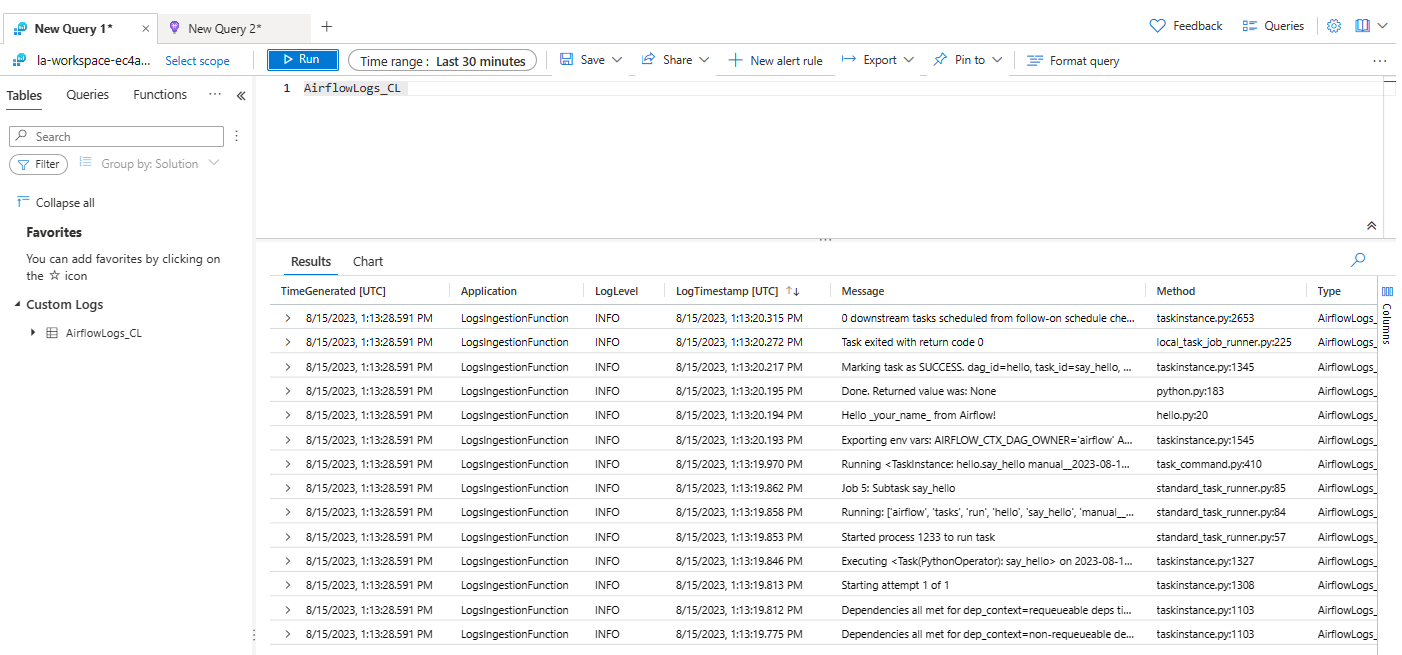 New Query 1* × New Query 2* +
Feedback Queries
la-workspace-ec4a... Select scope Run Time range : Last 30 minutes Save Share New alert rule Export Pin to Format query ...
Tables Queries Functions ... «
1 AirflowLogs_CL
Search
Filter Group by: Solution
Collapse all
Favorites
You can add favorites by clicking on
the ☆ icon
Custom Logs
AirflowLogs_CL
Results Chart
TimeGenerated [UTC] Application LogLevel LogTimestamp [UTC] ↑↓ Message Method Type
Columns
8/15/2023, 1:13:28.591 PM LogsIngestionFunction INFO 8/15/2023, 1:13:20.315 PM 0 downstream tasks scheduled from follow-on schedule che... taskinstance.py:2653 AirflowLogs_
8/15/2023, 1:13:28.591 PM LogsIngestionFunction INFO 8/15/2023, 1:13:20.272 PM Task exited with return code 0 local_task_job_runner.py:225 AirflowLogs_
8/15/2023, 1:13:28.591 PM LogsIngestionFunction INFO 8/15/2023, 1:13:20.217 PM Marking task as SUCCESS. dag_id=hello, task_id=say_hello, ... taskinstance.py:1345 AirflowLogs_
8/15/2023, 1:13:28.591 PM LogsIngestionFunction INFO 8/15/2023, 1:13:20.195 PM Done. Returned value was: None python.py:183 AirflowLogs_
8/15/2023, 1:13:28.591 PM LogsIngestionFunction INFO 8/15/2023, 1:13:20.194 PM Hello _your_name_ from Airflow! hello.py:20 AirflowLogs_
8/15/2023, 1:13:28.591 PM LogsIngestionFunction INFO 8/15/2023, 1:13:20.193 PM Exporting env vars: AIRFLOW_CTX_DAG_OWNER='airflow' A... taskinstance.py:1545 AirflowLogs_
8/15/2023, 1:13:28.591 PM LogsIngestionFunction INFO 8/15/2023, 1:13:19.970 PM Running <TaskInstance: hello.say_hello manual__2023-08-1... task_command.py:410 AirflowLogs_
8/15/2023, 1:13:28.591 PM LogsIngestionFunction INFO 8/15/2023, 1:13:19.862 PM Job 5: Subtask say_hello standard_task_runner.py:85 AirflowLogs_
8/15/2023, 1:13:28.591 PM LogsIngestionFunction INFO 8/15/2023, 1:13:19.858 PM Running: ['airflow', 'tasks', 'run', 'hello', 'say_hello', 'manual__... standard_task_runner.py:84 AirflowLogs_
8/15/2023, 1:13:28.591 PM LogsIngestionFunction INFO 8/15/2023, 1:13:19.853 PM Started process 1233 to run task standard_task_runner.py:57 AirflowLogs_
8/15/2023, 1:13:28.591 PM LogsIngestionFunction INFO 8/15/2023, 1:13:19.846 PM Executing <Task(PythonOperator): say_hello> on 2023-08-1... taskinstance.py:1327 AirflowLogs_
8/15/2023, 1:13:28.591 PM LogsIngestionFunction INFO 8/15/2023, 1:13:19.813 PM Starting attempt 1 of 1 taskinstance.py:1308 AirflowLogs_
8/15/2023, 1:13:28.591 PM LogsIngestionFunction INFO 8/15/2023, 1:13:19.812 PM Dependencies all met for dep_context=requeueable deps ti... taskinstance.py:1103 AirflowLogs_
8/15/2023, 1:13:28.591 PM LogsIngestionFunction INFO 8/15/2023, 1:13:19.775 PM Dependencies all met for dep_context=non-requeueable de... taskinstance.py:1103 AirflowLogs_